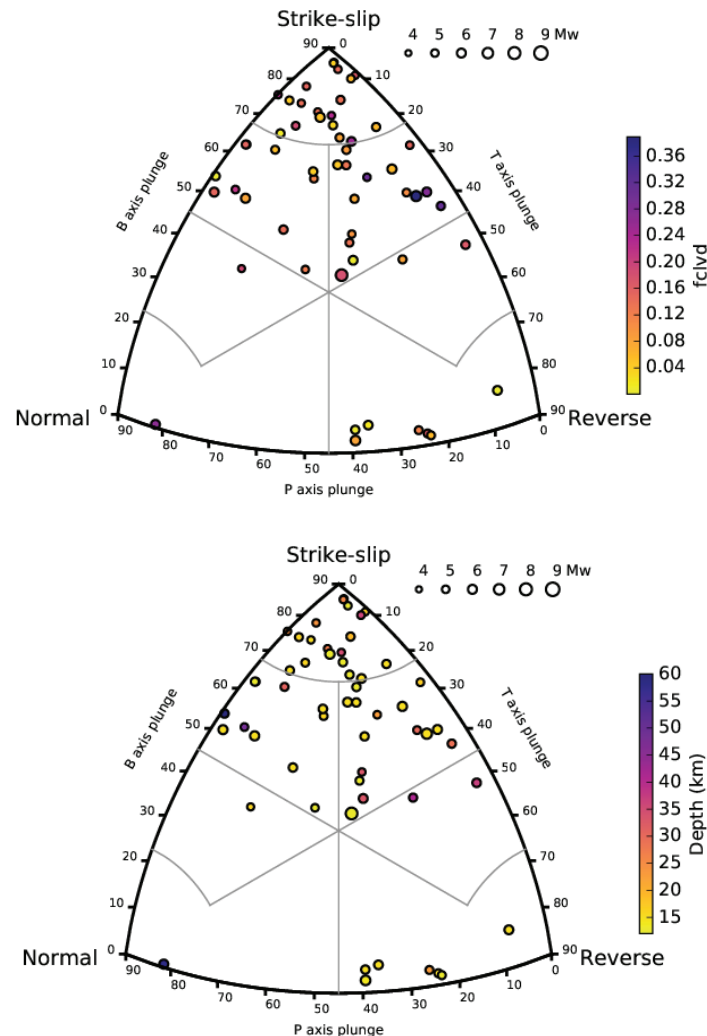 Strike-slip
4 5 6 7 8 9 Mw
90 0
80 10
70 20
60 30
50 40
40 50
30 60
20 70
10 80
0 90
B axis plunge
T axis plunge
Normal
Reverse
90 80 70 60 50 40 30 20 10 0
P axis plunge
0.36
0.32
0.28
0.24
0.20
0.16
0.12
0.08
0.04
fclvd
Strike-slip
4 5 6 7 8 9 Mw
90 0
80 10
70 20
60 30
50 40
40 50
30 60
20 70
10 80
0 90
B axis plunge
T axis plunge
Normal
Reverse
90 80 70 60 50 40 30 20 10 0
P axis plunge
60
55
50
45
40
35
30
25
20
15
Depth (km)